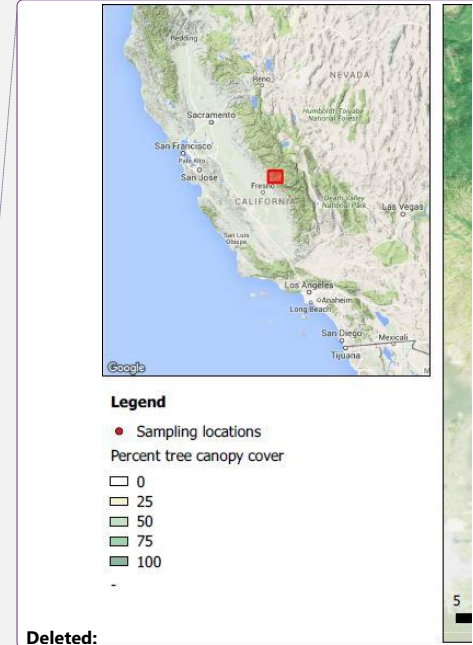 Redding
Reno
NEVADA
Humboldt-Toiyabe
National Forest
Sacramento
San Francisco
Palo Alto
San Jose
Fresno
CALIFORNIA
Death Valley
National Park
Las Vegas
San Luis
Obispo
Los Angeles
Anaheim
Long Beach
San Diego
Mexicali
Tijuana
Google
M
Legend
Sampling locations
Percent tree canopy cover
0
25
50
75
100
-
5
Deleted: